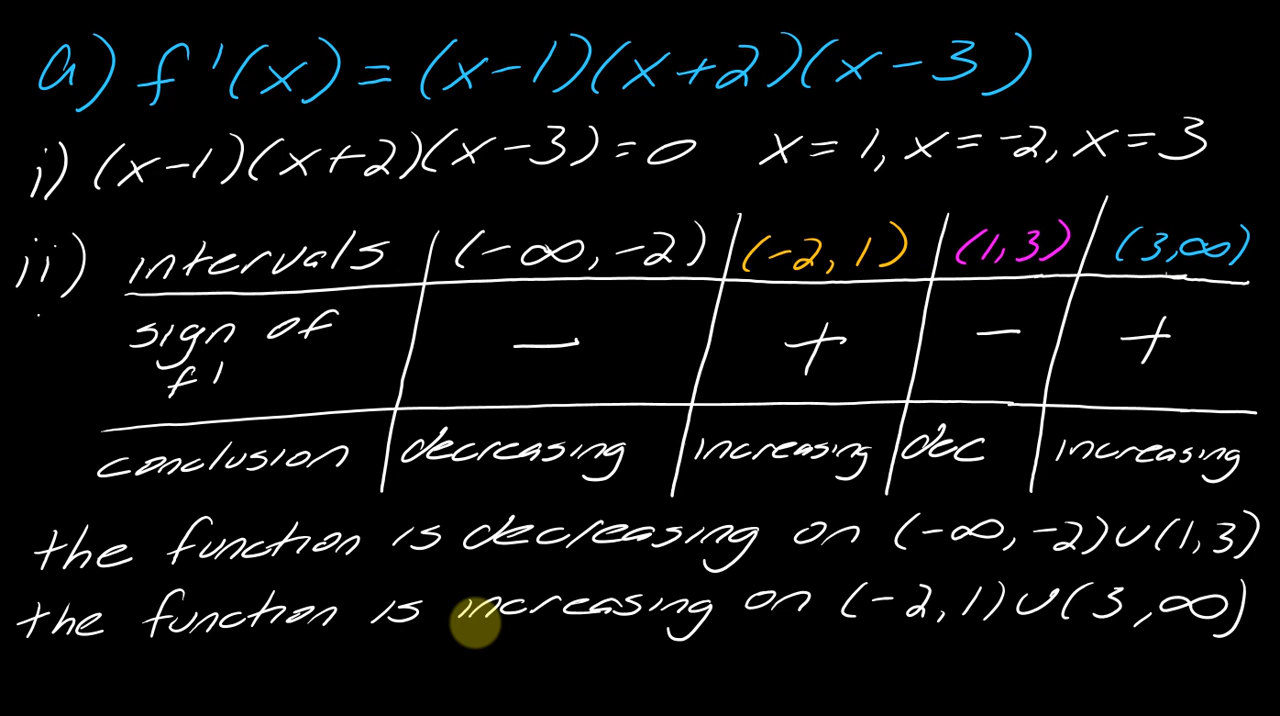 a) f'(x) = (x-1)(x+2)(x-3)
i) (x-1)(x+2)(x-3)=0 x=1, x=-2, x=3
ii) intervals (-∞,-2) (-2, 1) (1,3) (3,∞)
sign of f' − + − +
conclusion decreasing increasing dec increasing
the function is decreasing on (-∞,-2)∪(1,3)
the function is increasing on (-2,1)∪(3,∞)